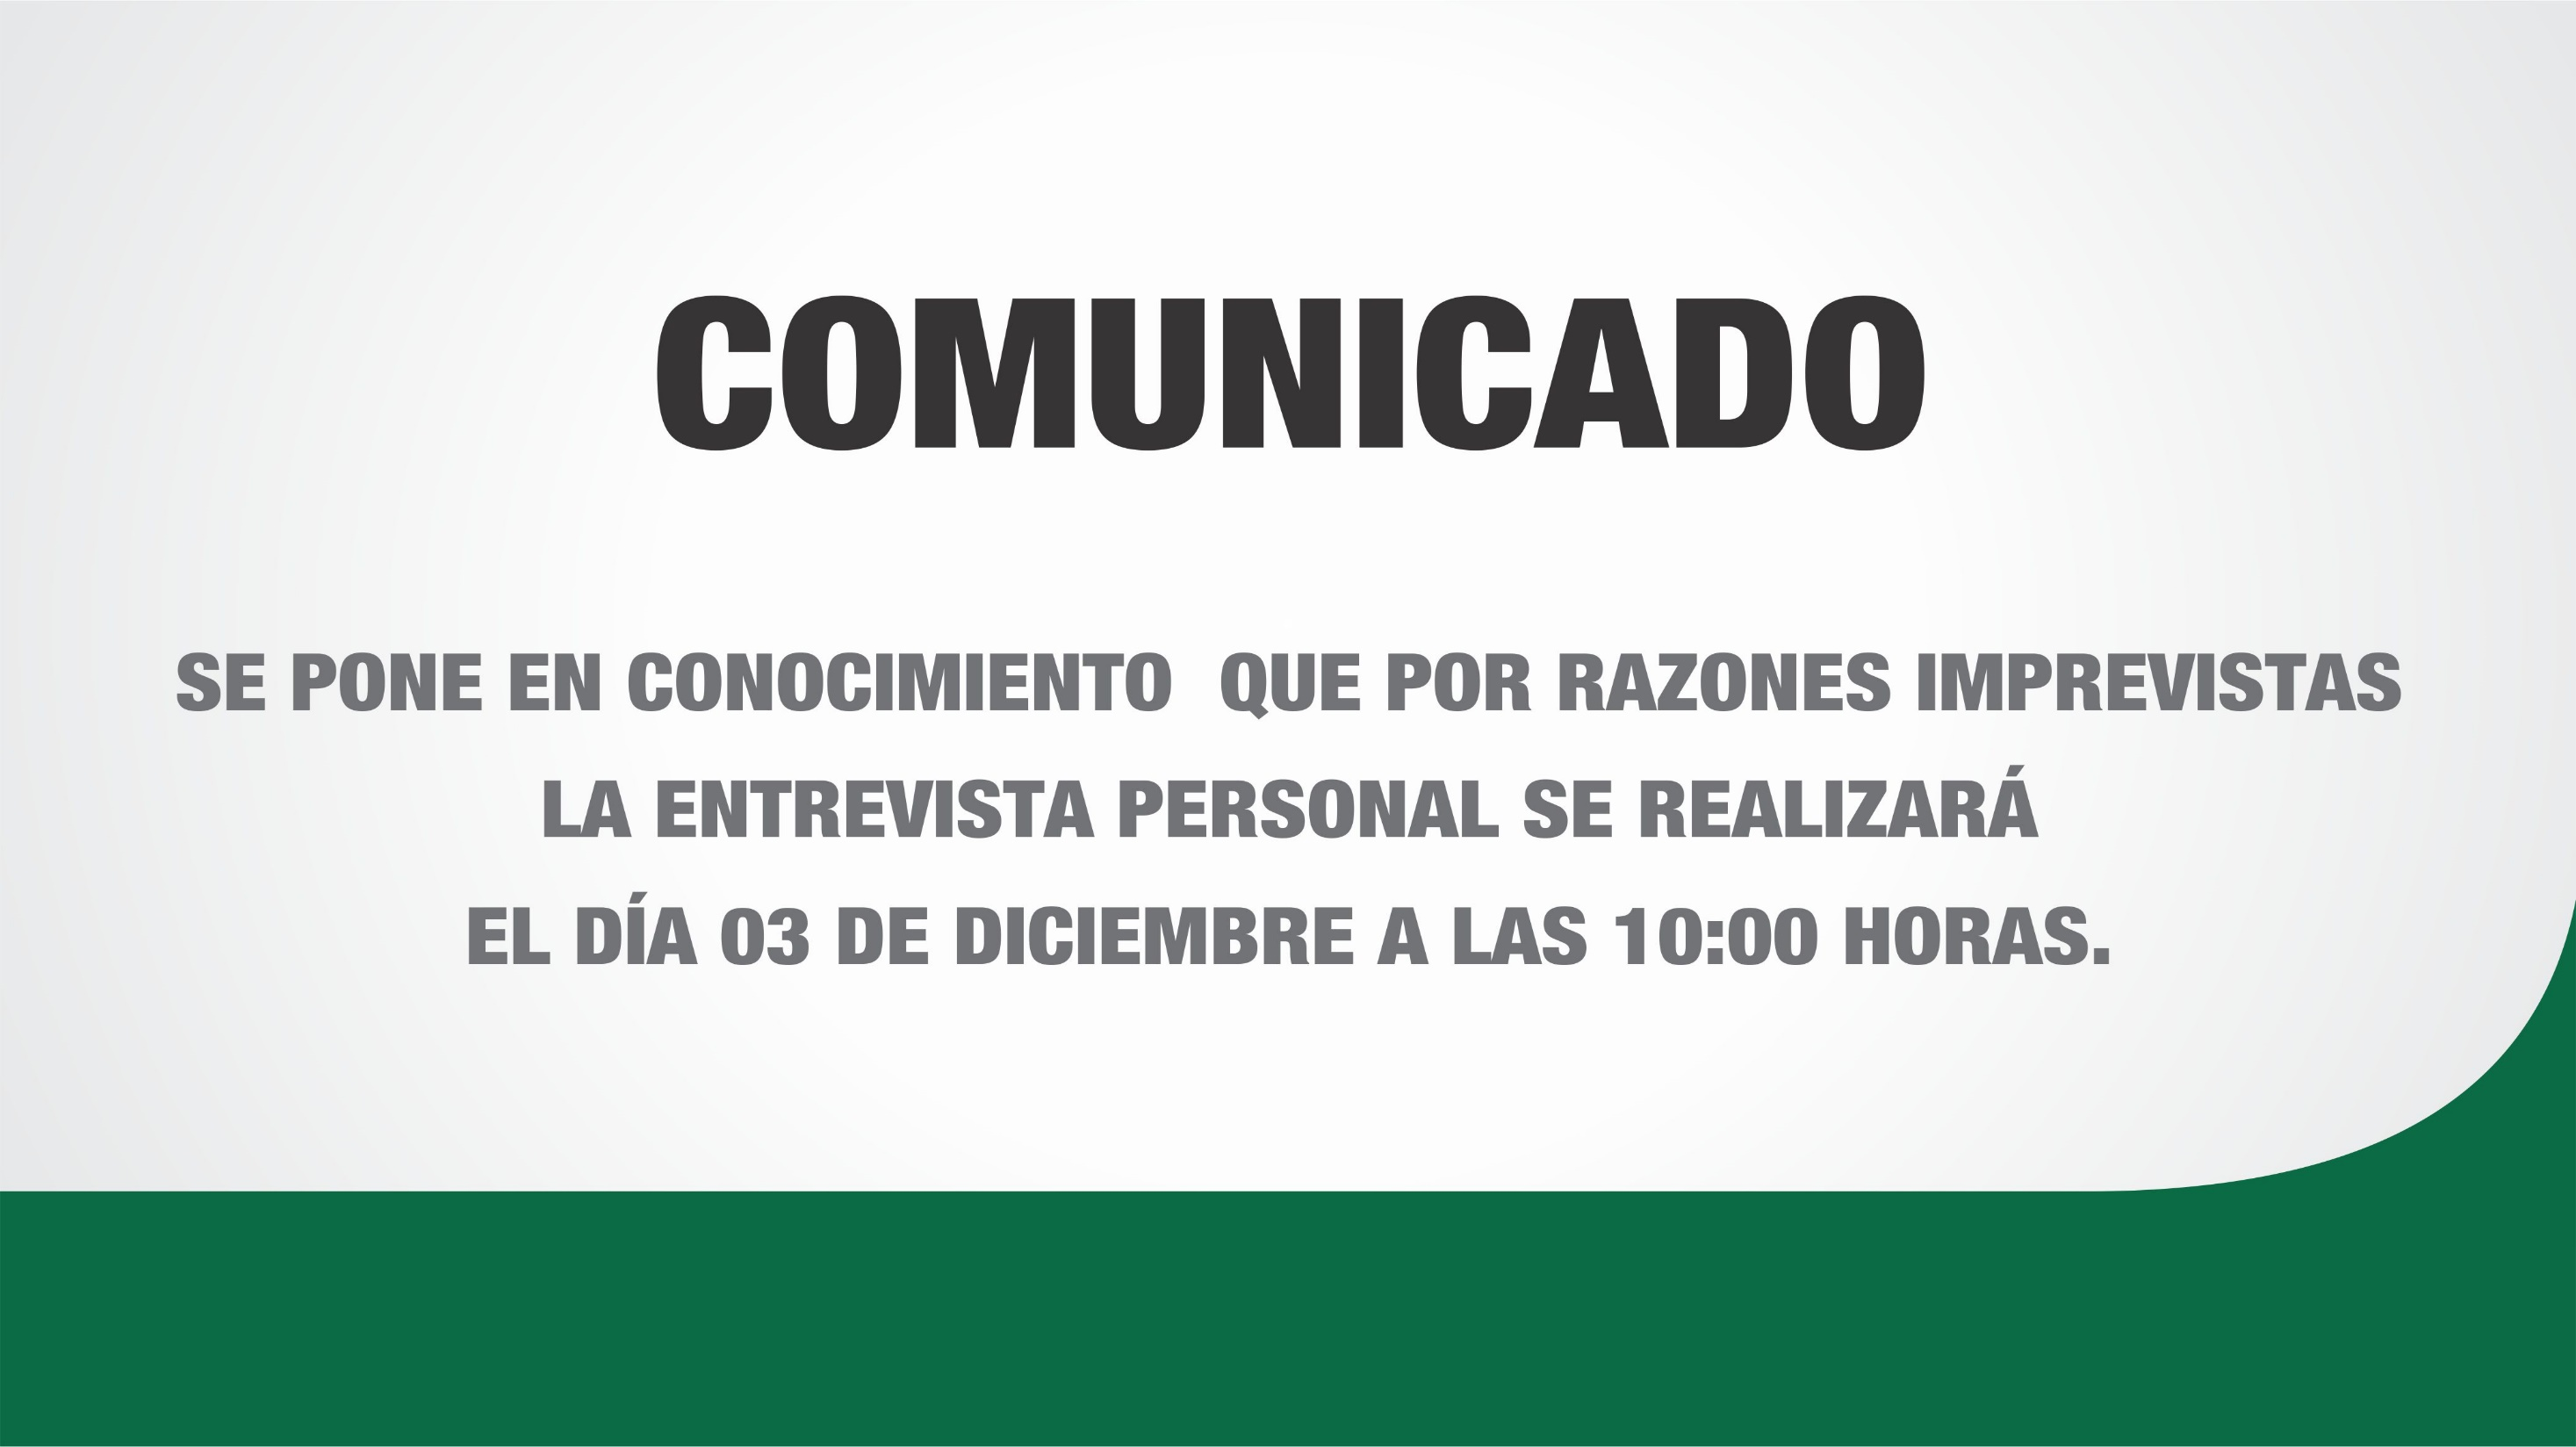 COMUNICADO
SE PONE EN CONOCIMIENTO  QUE POR RAZONES IMPREVISTAS
LA ENTREVISTA PERSONAL SE REALIZARÁ
EL DÍA 03 DE DICIEMBRE A LAS 10:00 HORAS.